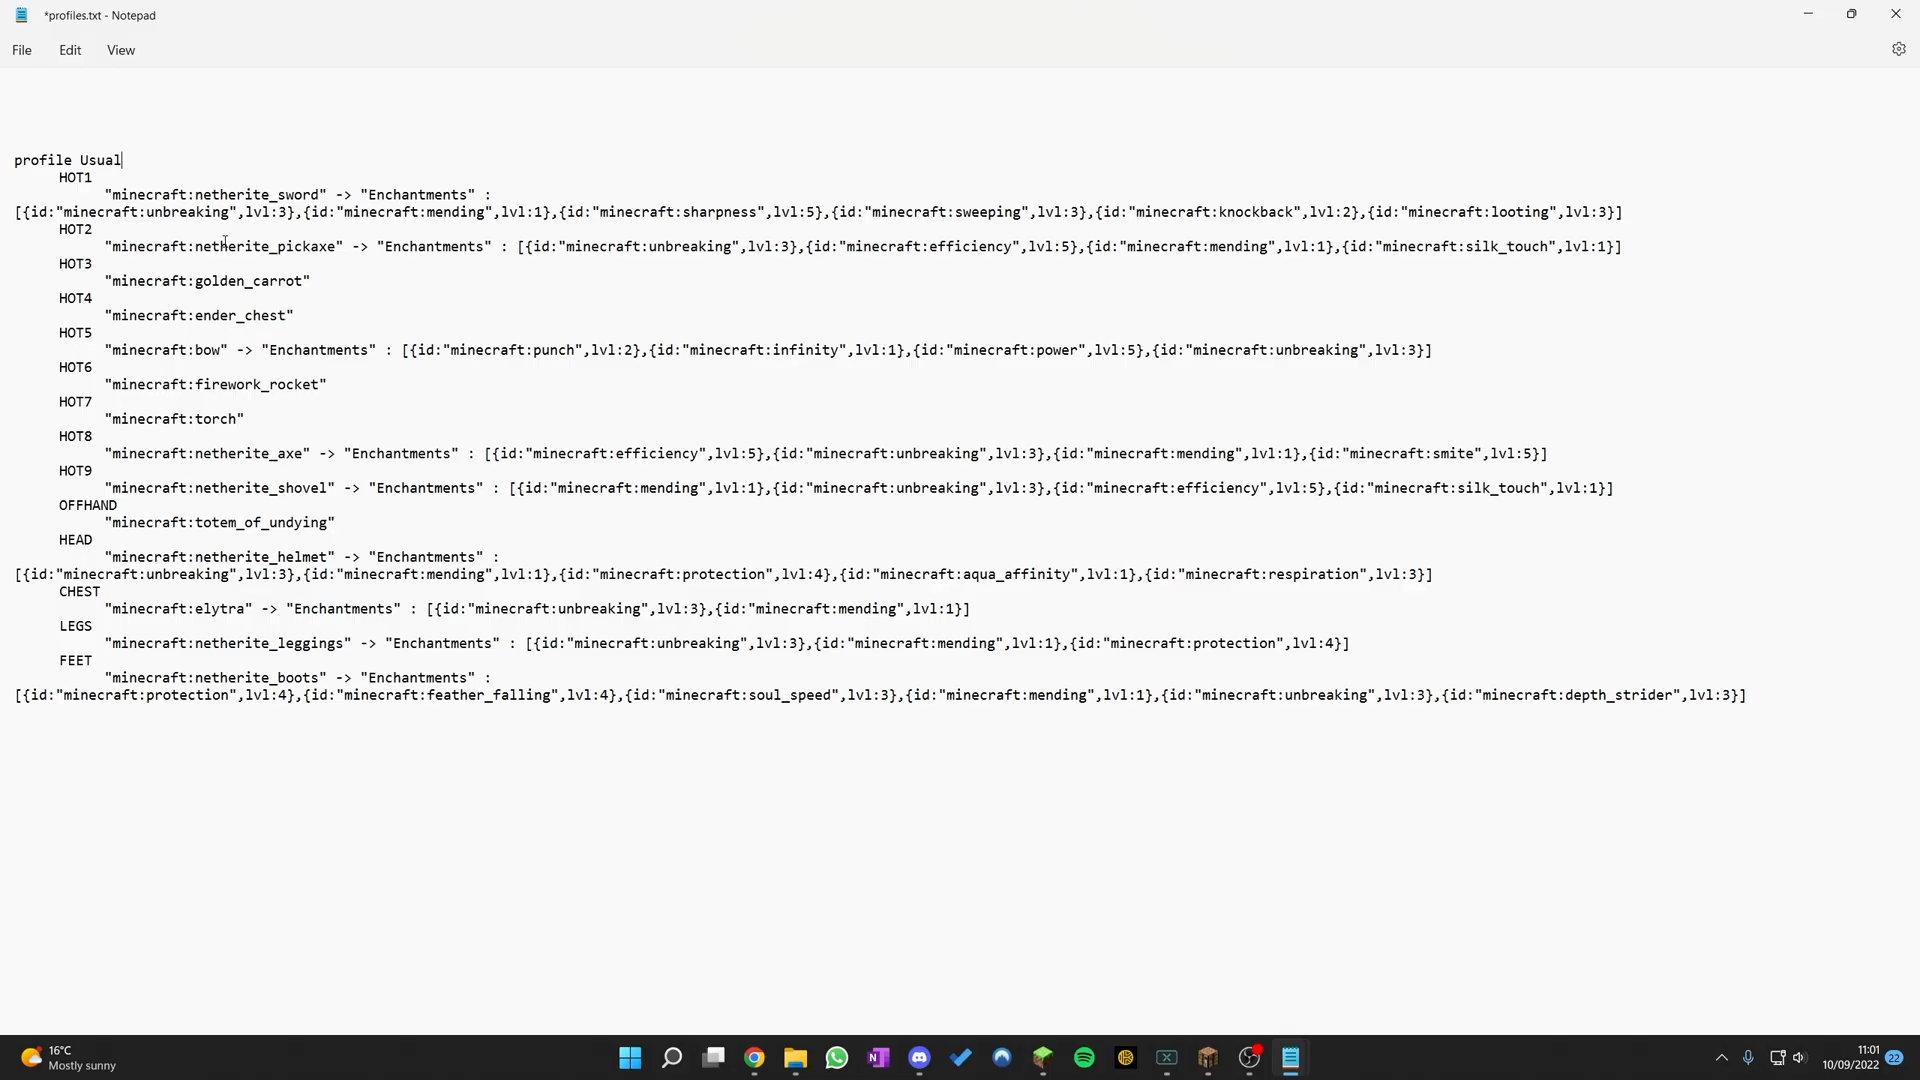 *profiles.txt - Notepad
File Edit View
profile Usual
HOT1
"minecraft:netherite_sword" -> "Enchantments" :
[{id:"minecraft:unbreaking",lvl:3},{id:"minecraft:mending",lvl:1},{id:"minecraft:sharpness",lvl:5},{id:"minecraft:sweeping",lvl:3},{id:"minecraft:knockback",lvl:2},{id:"minecraft:looting",lvl:3}]
HOT2
"minecraft:netherite_pickaxe" -> "Enchantments" : [{id:"minecraft:unbreaking",lvl:3},{id:"minecraft:efficiency",lvl:5},{id:"minecraft:mending",lvl:1},{id:"minecraft:silk_touch",lvl:1}]
HOT3
"minecraft:golden_carrot"
HOT4
"minecraft:ender_chest"
HOT5
"minecraft:bow" -> "Enchantments" : [{id:"minecraft:punch",lvl:2},{id:"minecraft:infinity",lvl:1},{id:"minecraft:power",lvl:5},{id:"minecraft:unbreaking",lvl:3}]
HOT6
"minecraft:firework_rocket"
HOT7
"minecraft:torch"
HOT8
"minecraft:netherite_axe" -> "Enchantments" : [{id:"minecraft:efficiency",lvl:5},{id:"minecraft:unbreaking",lvl:3},{id:"minecraft:mending",lvl:1},{id:"minecraft:smite",lvl:5}]
HOT9
"minecraft:netherite_shovel" -> "Enchantments" : [{id:"minecraft:mending",lvl:1},{id:"minecraft:unbreaking",lvl:3},{id:"minecraft:efficiency",lvl:5},{id:"minecraft:silk_touch",lvl:1}]
OFFHAND
"minecraft:totem_of_undying"
HEAD
"minecraft:netherite_helmet" -> "Enchantments" :
[{id:"minecraft:unbreaking",lvl:3},{id:"minecraft:mending",lvl:1},{id:"minecraft:protection",lvl:4},{id:"minecraft:aqua_affinity",lvl:1},{id:"minecraft:respiration",lvl:3}]
CHEST
"minecraft:elytra" -> "Enchantments" : [{id:"minecraft:unbreaking",lvl:3},{id:"minecraft:mending",lvl:1}]
LEGS
"minecraft:netherite_leggings" -> "Enchantments" : [{id:"minecraft:unbreaking",lvl:3},{id:"minecraft:mending",lvl:1},{id:"minecraft:protection",lvl:4}]
FEET
"minecraft:netherite_boots" -> "Enchantments" :
[{id:"minecraft:protection",lvl:4},{id:"minecraft:feather_falling",lvl:4},{id:"minecraft:soul_speed",lvl:3},{id:"minecraft:mending",lvl:1},{id:"minecraft:unbreaking",lvl:3},{id:"minecraft:depth_strider",lvl:3}]
16°C
Mostly sunny
11:01
10/09/2022
22